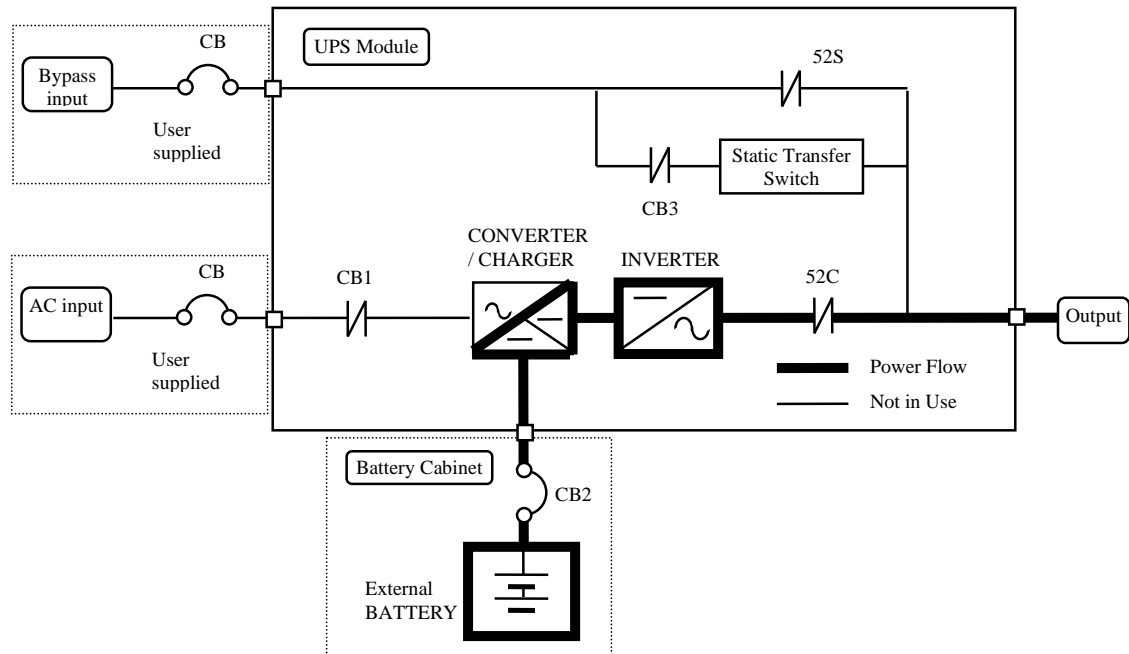 CB
UPS Module
52S
Bypass
input
User
supplied
Static Transfer
Switch
CB3
CONVERTER
/ CHARGER
INVERTER
CB
CB1
52C
AC input
Output
User
supplied
Power Flow
Not in Use
Battery Cabinet
CB2
External
BATTERY